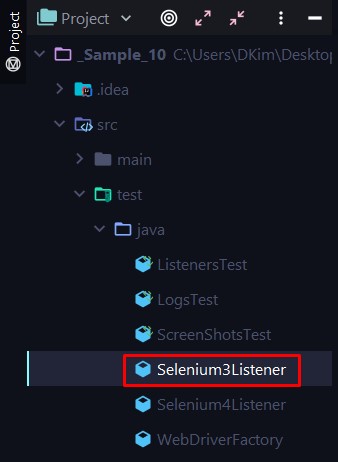 Project
Project
_Sample_10 C:\Users\DKim\Desktop
.idea
src
main
test
java
ListenersTest
LogsTest
ScreenShotsTest
Selenium3Listener
Selenium4Listener
WebDriverFactory